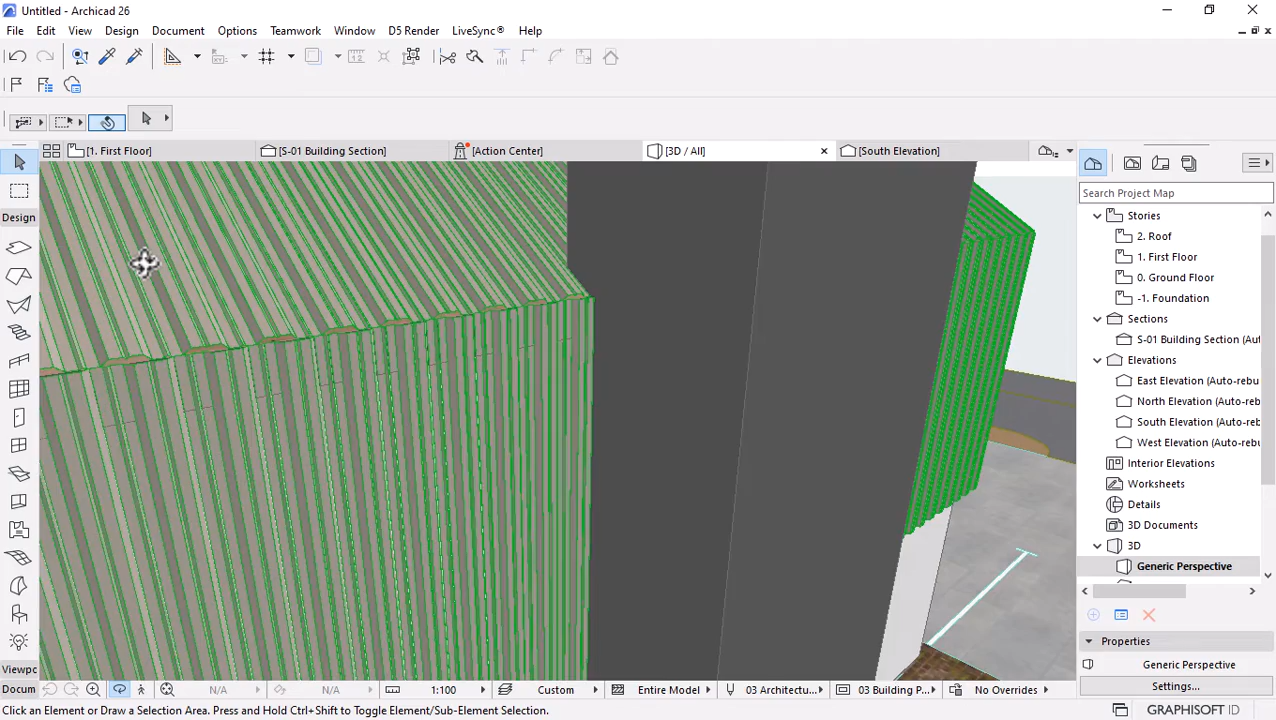 Untitled - Archicad 26
File Edit View Design Document Options Teamwork Window D5 Render LiveSync® Help
[1. First Floor]
[S-01 Building Section]
[Action Center]
[3D / All]
[South Elevation]
Design
Search Project Map
Stories
2. Roof
1. First Floor
0. Ground Floor
-1. Foundation
Sections
S-01 Building Section (Aut
Elevations
East Elevation (Auto-rebu
North Elevation (Auto-reb
South Elevation (Auto-reb
West Elevation (Auto-rebu
Interior Elevations
Worksheets
Details
3D Documents
3D
Generic Perspective
Properties
Generic Perspective
Settings...
Viewpc
Docum
N/A
N/A
1:100
Custom
Entire Model
03 Architectu...
03 Building P...
No Overrides
Click an Element or Draw a Selection Area. Press and Hold Ctrl+Shift to Toggle Element/Sub-Element Selection.
GRAPHISOFT ID